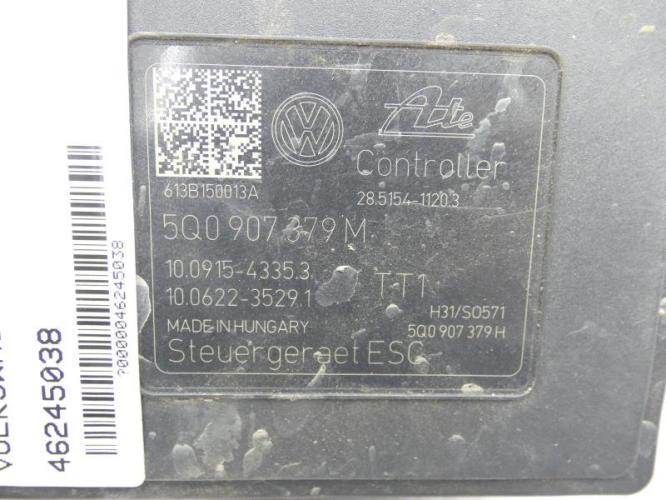 Ate
Controller
613B150013A
28.5154-1120.3
5Q0 907 379 M
10.0915-4335.3
10.0622-3529.1
TT1
H31/S0571
MADE IN HUNGARY
5Q0 907 379 H
Steuergeraet ESC
46245038
?0000046245038